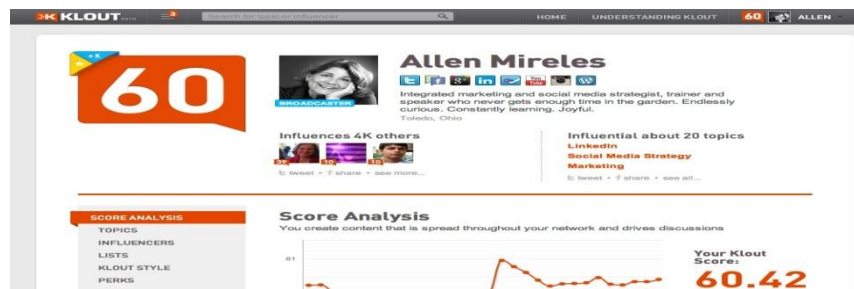 KLOUT BETA
3
Search for topic or influencer
HOME
UNDERSTANDING KLOUT
60
ALLEN
+K
60
BROADCASTER
Allen Mireles
You Tube
Integrated marketing and social media strategist, trainer and
speaker who never gets enough time in the garden. Endlessly
curious. Constantly learning. Joyful.
Toledo, Ohio
Influences 4K others
10
10
tweet • share • see more...
Influential about 20 topics
LinkedIn
Social Media Strategy
Marketing
tweet • share • see all...
SCORE ANALYSIS
TOPICS
INFLUENCERS
LISTS
KLOUT STYLE
PERKS
Score Analysis
You create content that is spread throughout your network and drives discussions
61
Your Klout
Score:
60.42